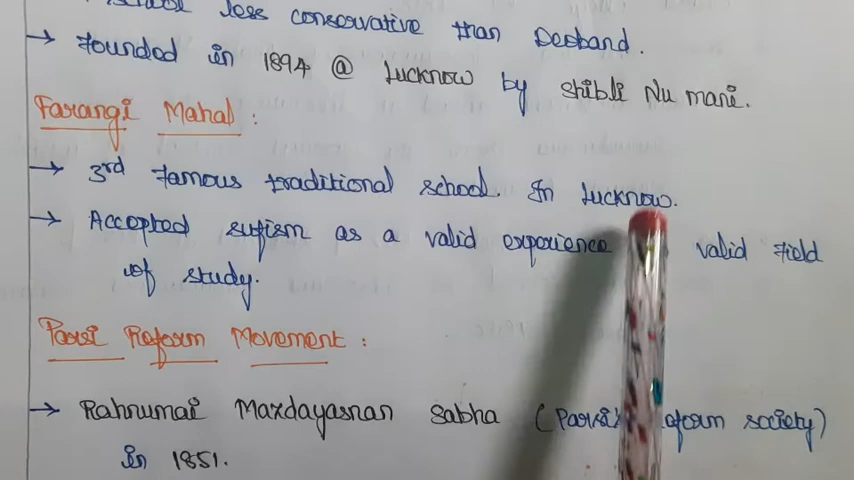 school less conservative than Deoband.
→ Founded in 1894 @ Lucknow by Shibli Nu mani.
Farangi Mahal :
→ 3rd famous traditional school. In Lucknow.
→ Accepted sufism as a valid experience valid field
of study.
Parsi Reform Movement :
→ Rahnumai Mazdayasnan Sabha (Parsi eform society)
in 1851.